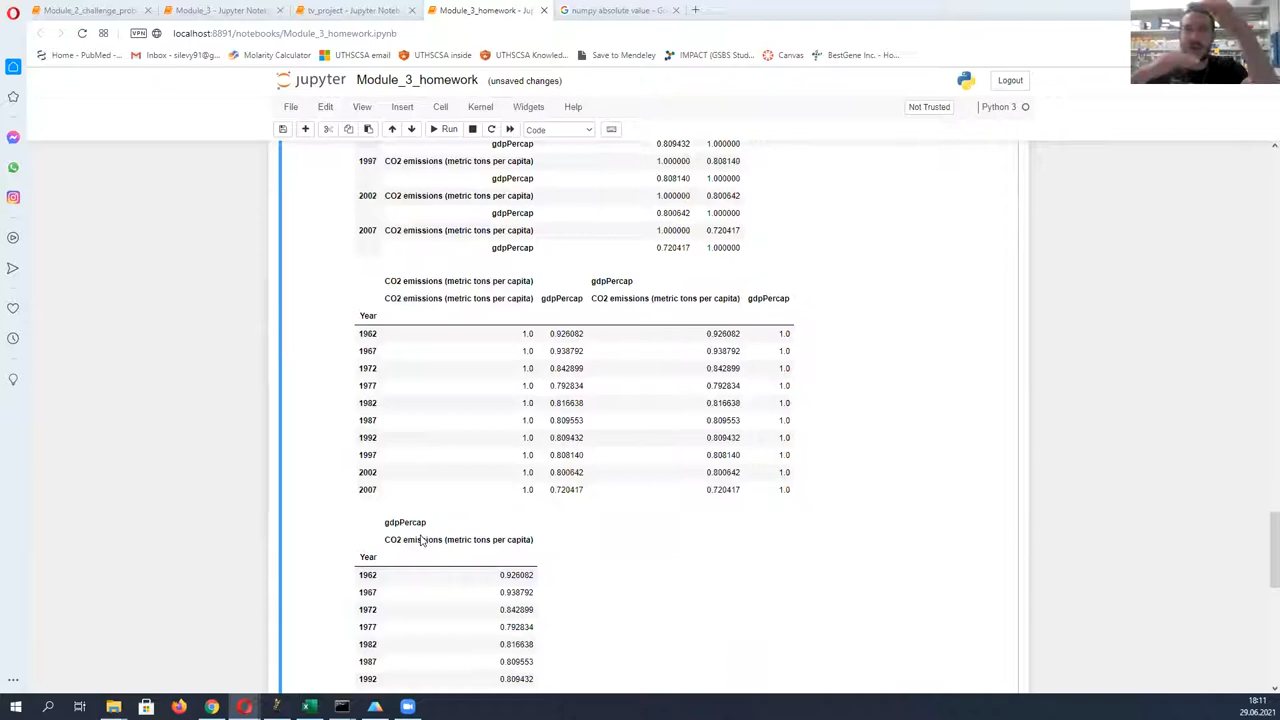 Module_2_challenge_prob
Module_3 - Jupyter Noteb
tv_project - Jupyter Noteb
Module_3_homework - Ju
numpy absolute value - Go
VPN
localhost:8891/notebooks/Module_3_homework.ipynb
Home - PubMed -...
Inbox - silevy91@g...
Molarity Calculator
UTHSCSA email
UTHSCSA Knowled...
Save to Mendeley
IMPACT (GSBS Stud...
Canvas
BestGene Inc. - Ho...
jupyter Module_3_homework (unsaved changes)
Logout
File Edit View Insert Cell Kernel Widgets Help
Not Trusted
Python 3
Run
Code
gdpPercap 0.809432 1.000000
1997 CO2 emissions (metric tons per capita) 1.000000 0.808140
gdpPercap 0.808140 1.000000
2002 CO2 emissions (metric tons per capita) 1.000000 0.800642
gdpPercap 0.800642 1.000000
2007 CO2 emissions (metric tons per capita) 1.000000 0.720417
gdpPercap 0.720417 1.000000
CO2 emissions (metric tons per capita) gdpPercap
CO2 emissions (metric tons per capita) gdpPercap CO2 emissions (metric tons per capita) gdpPercap
Year
1962 1.0 0.926082 0.926082 1.0
1967 1.0 0.938792 0.938792 1.0
1972 1.0 0.842899 0.842899 1.0
1977 1.0 0.792834 0.792834 1.0
1982 1.0 0.816638 0.816638 1.0
1987 1.0 0.809553 0.809553 1.0
1992 1.0 0.809432 0.809432 1.0
1997 1.0 0.808140 0.808140 1.0
2002 1.0 0.800642 0.800642 1.0
2007 1.0 0.720417 0.720417 1.0
gdpPercap
CO2 emissions (metric tons per capita)
Year
1962 0.926082
1967 0.938792
1972 0.842899
1977 0.792834
1982 0.816638
1987 0.809553
1992 0.809432
18:11
29.06.2021